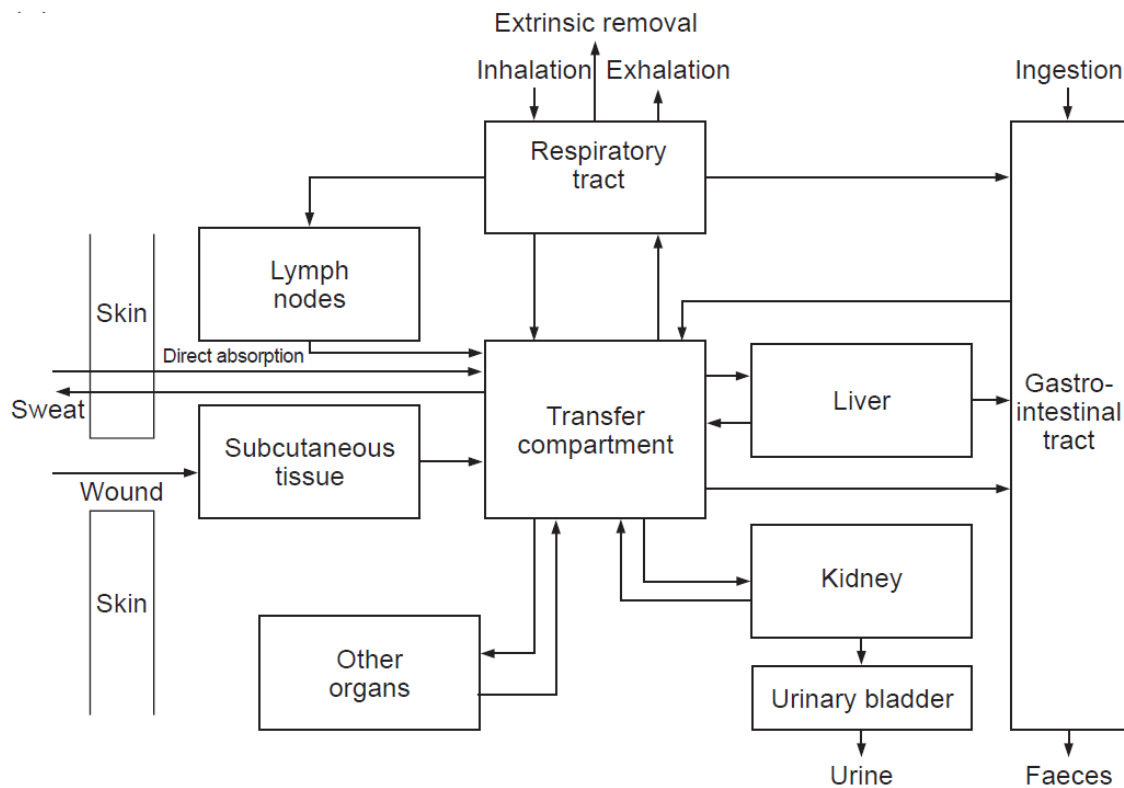 Extrinsic removal
Inhalation
Exhalation
Ingestion
Respiratory
tract
Lymph
nodes
Skin
Direct absorption
Sweat
Transfer
compartment
Liver
Gastro-
intestinal
tract
Subcutaneous
tissue
Wound
Skin
Kidney
Other
organs
Urinary bladder
Urine
Faeces